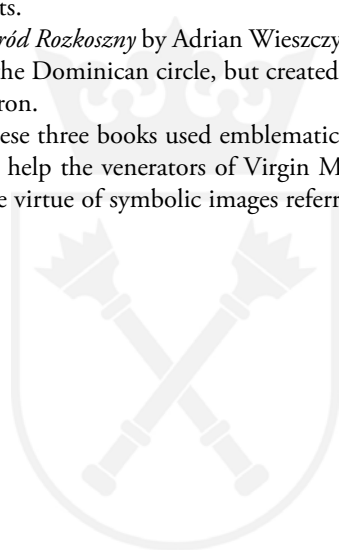 ts.
ród Rozkoszny by Adrian Wieszczy
he Dominican circle, but created
ron.
ese three books used emblematic
help the venerators of Virgin M
e virtue of symbolic images referr